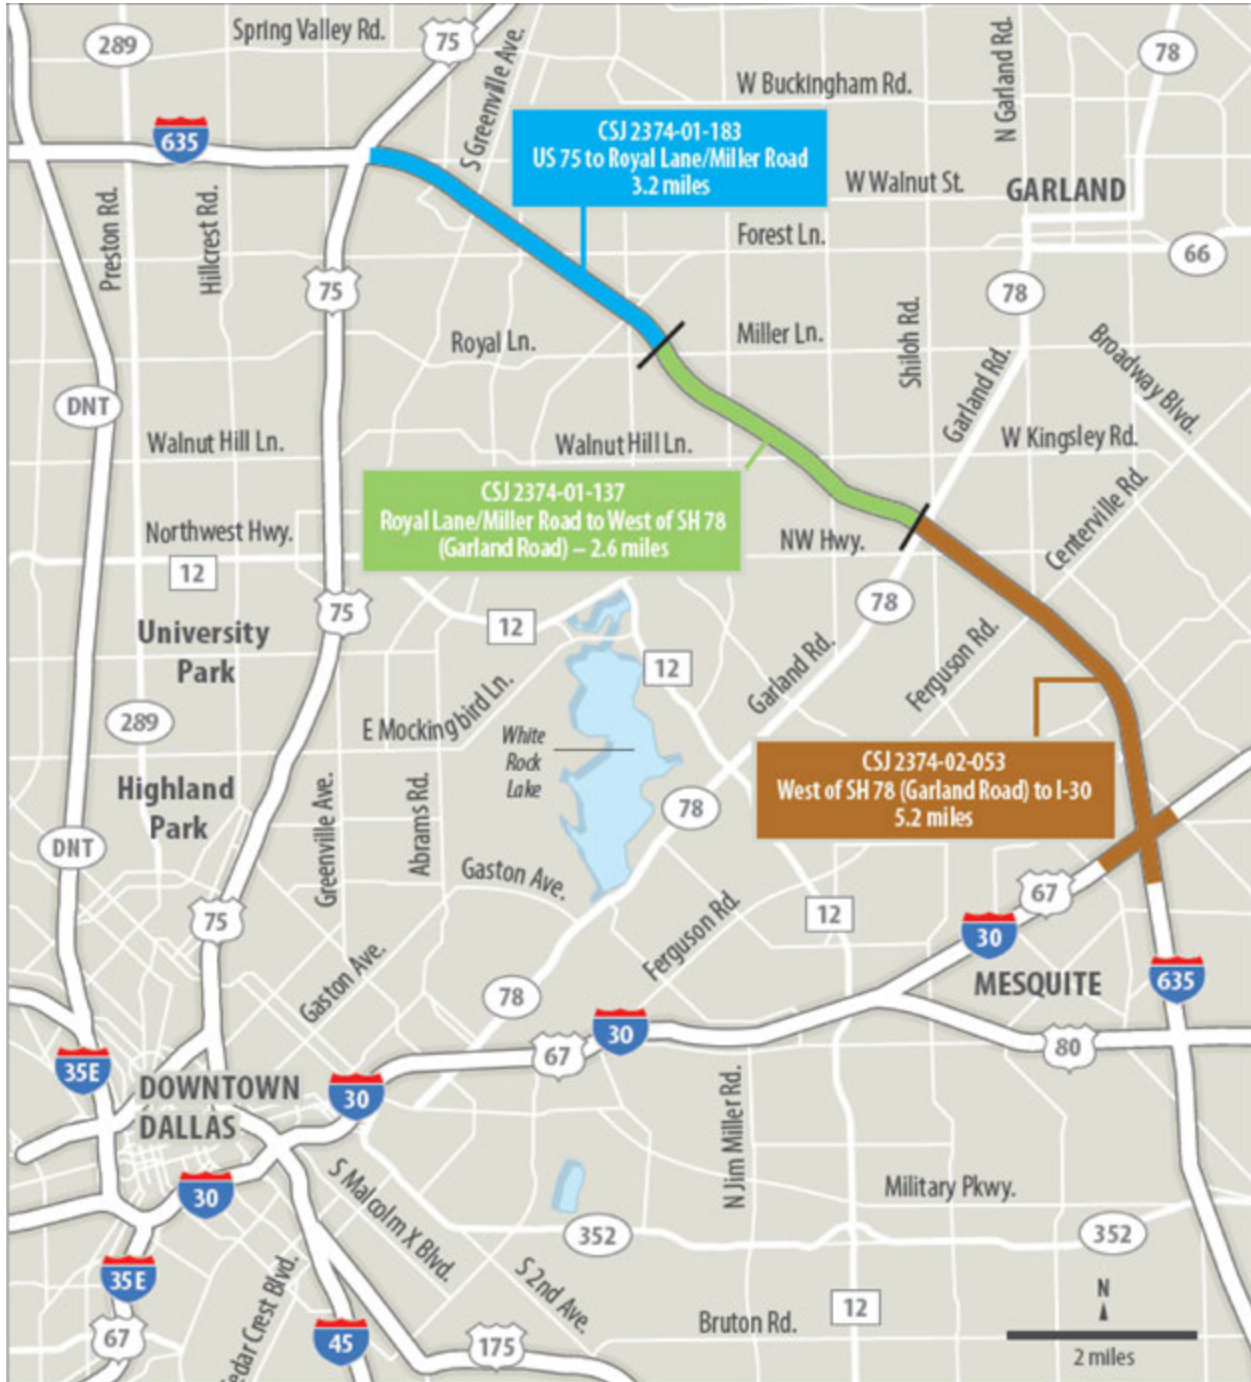 289
Spring Valley Rd.
75
S Greenville Ave.
N Garland Rd.
78
W Buckingham Rd.
635
CSJ 2374-01-183
US 75 to Royal Lane/Miller Road
3.2 miles
W Walnut St.
GARLAND
Preston Rd.
Hillcrest Rd.
Forest Ln.
66
75
78
Royal Ln.
Miller Ln.
Shiloh Rd.
Garland Rd.
Broadway Blvd.
DNT
Walnut Hill Ln.
Walnut Hill Ln.
W Kingsley Rd.
CSJ 2374-01-137
Royal Lane/Miller Road to West of SH 78
(Garland Road) – 2.6 miles
Centerville Rd.
Northwest Hwy.
NW Hwy.
12
75
78
University
Park
12
12
Garland Rd.
Ferguson Rd.
289
E Mockingbird Ln.
White
Rock
Lake
CSJ 2374-02-053
West of SH 78 (Garland Road) to I-30
5.2 miles
Highland
Park
78
DNT
Greenville Ave.
Abrams Rd.
Gaston Ave.
67
75
12
30
Ferguson Rd.
Gaston Ave.
MESQUITE
635
78
30
67
80
35E
DOWNTOWN
DALLAS
30
N Jim Miller Rd.
30
S Malcolm X Blvd.
Military Pkwy.
352
352
35E
S 2nd Ave.
N
12
67
edar Crest Blvd.
45
175
Bruton Rd.
2 miles